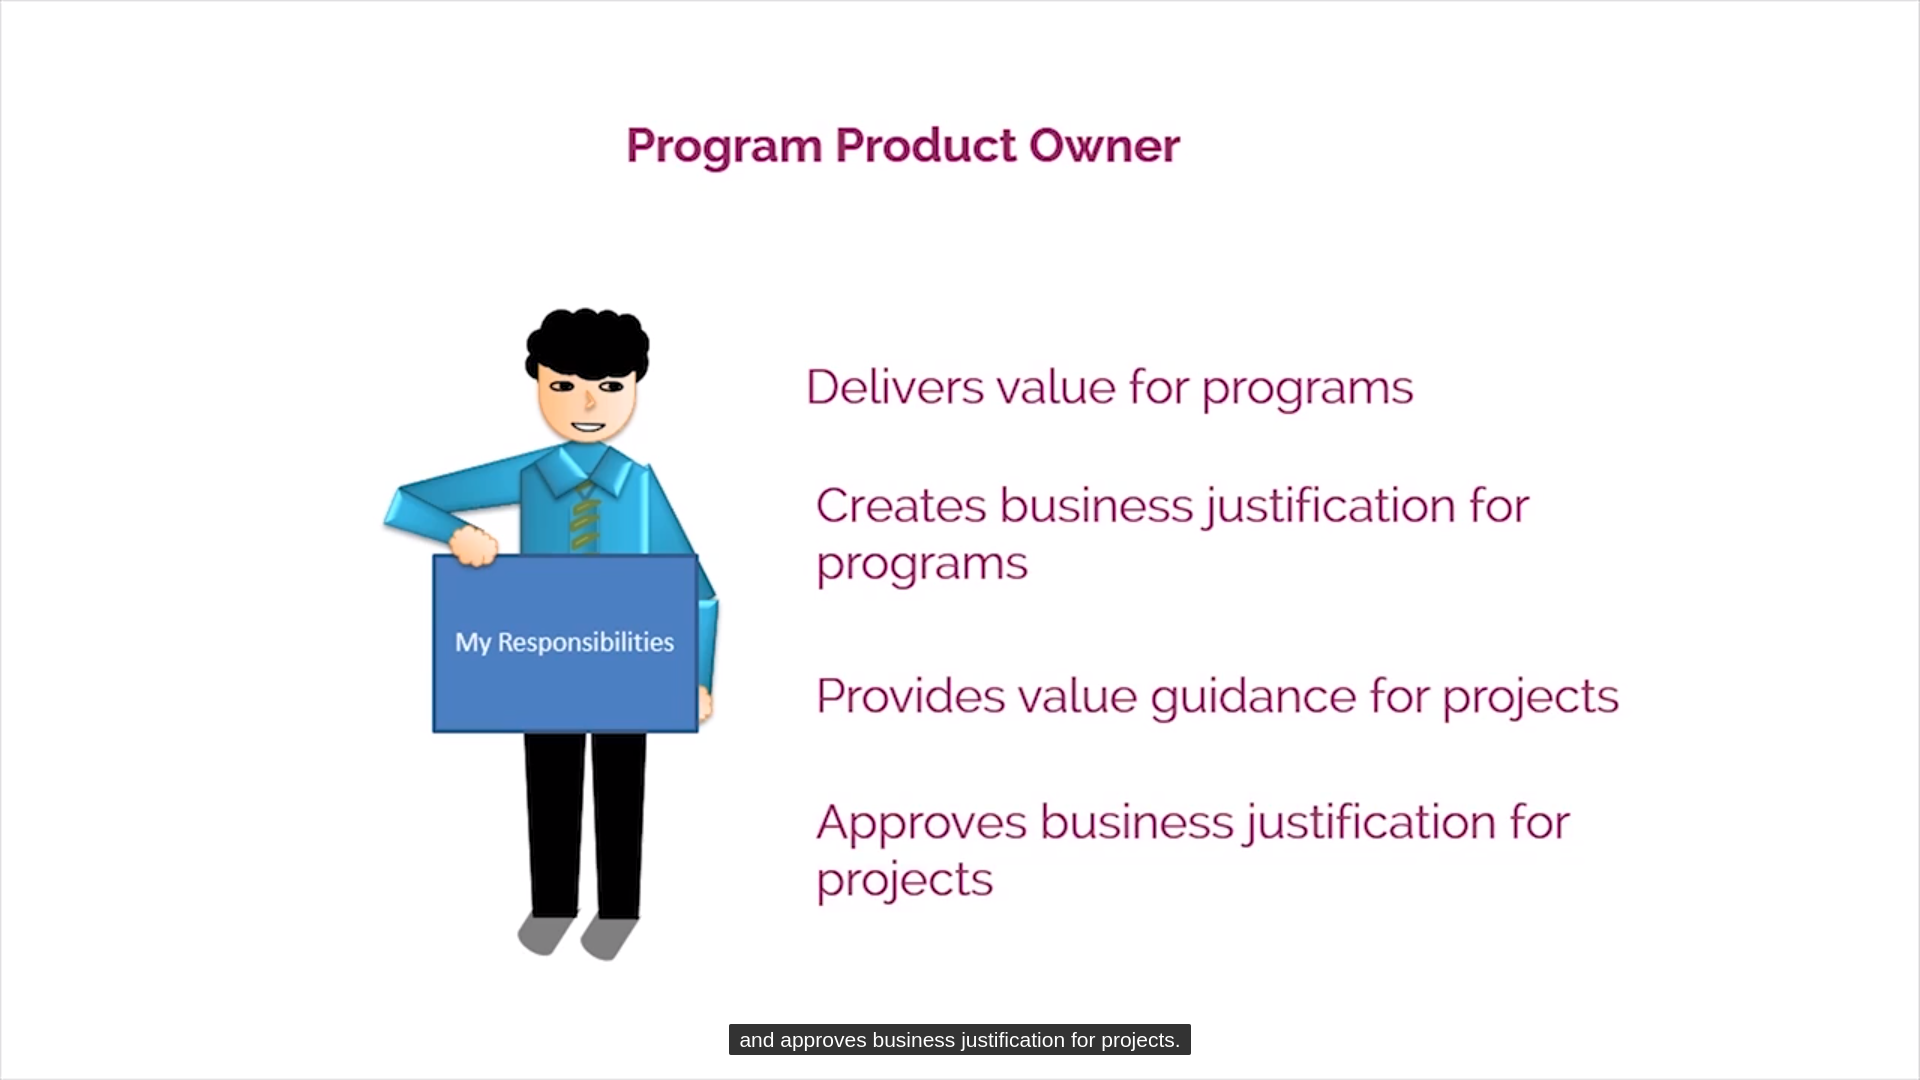 Program Product Owner
Delivers value for programs
Creates business justification for
programs
My Responsibilities
Provides value guidance for projects
Approves business justification for
projects
and approves business justification for projects.